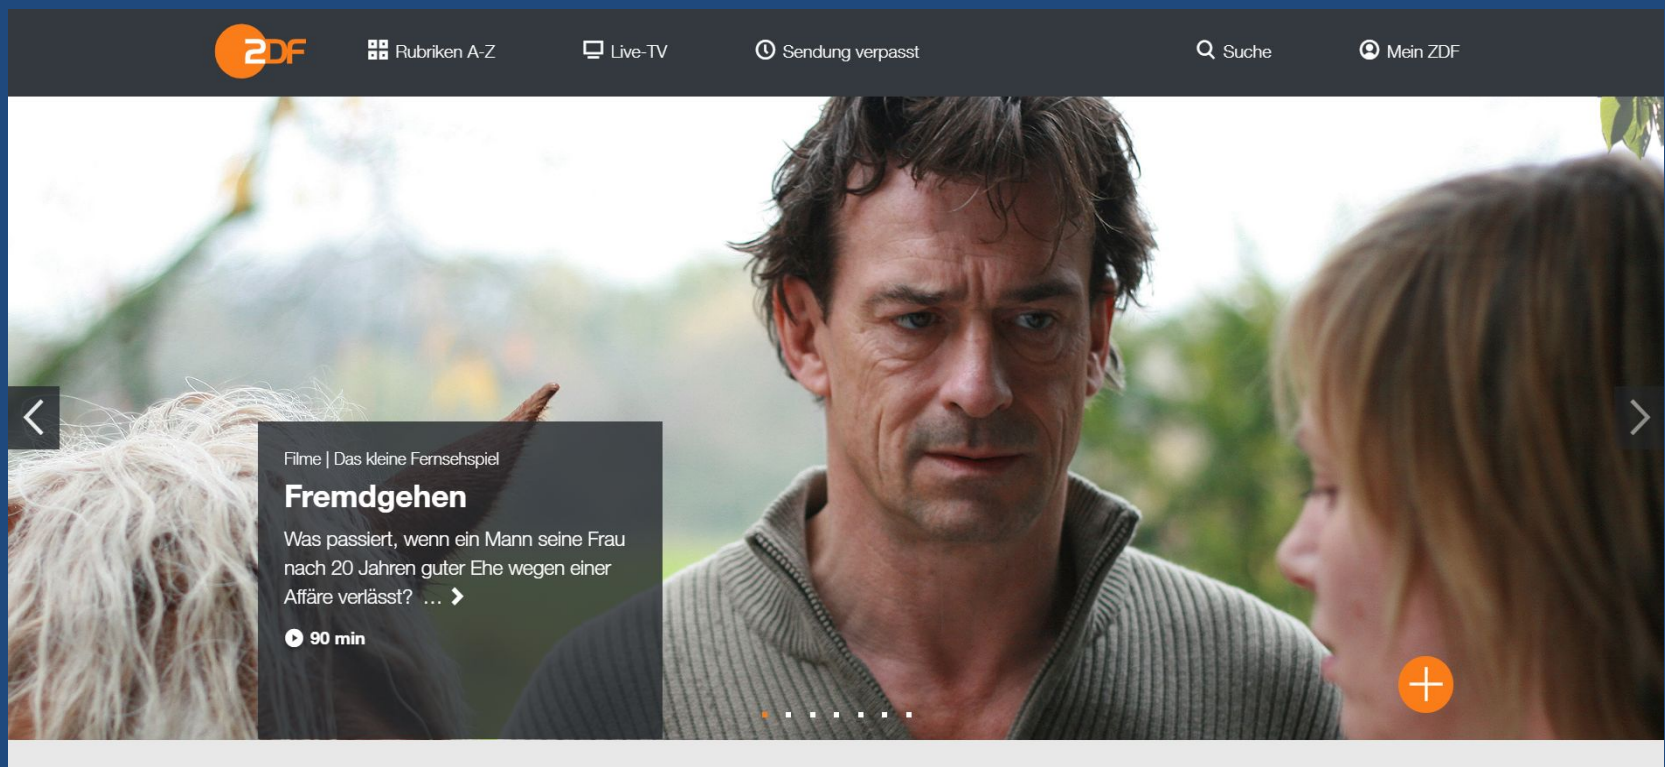 ZDF
Rubriken A-Z
Live-TV
Sendung verpasst
Suche
Mein ZDF
Filme | Das kleine Fernsehspiel
Fremdgehen
Was passiert, wenn ein Mann seine Frau
nach 20 Jahren guter Ehe wegen einer
Affäre verlässt? ...
90 min